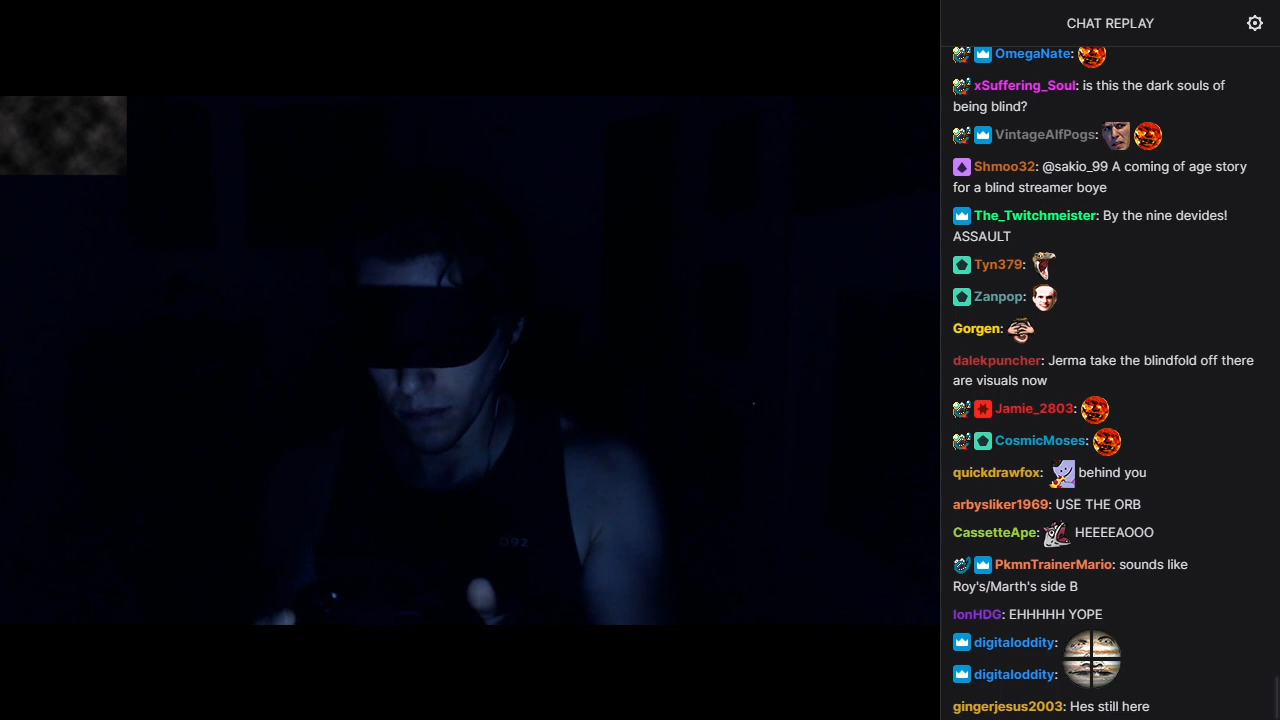 CHAT REPLAY
OmegaNate:
xSuffering_Soul: is this the dark souls of
being blind?
VintageAlfPogs:
Shmoo32: @sakio_99 A coming of age story
for a blind streamer boye
The_Twitchmeister: By the nine devides!
ASSAULT
Tyn379:
Zanpop:
Gorgen:
dalekpuncher: Jerma take the blindfold off there
are visuals now
Jamie_2803:
CosmicMoses:
quickdrawfox: behind you
arbysliker1969: USE THE ORB
CassetteApe: HEEEEAOOO
PkmnTrainerMario: sounds like
Roy's/Marth's side B
IonHDG: EHHHHH YOPE
digitaloddity:
digitaloddity:
gingerjesus2003: Hes still here
092